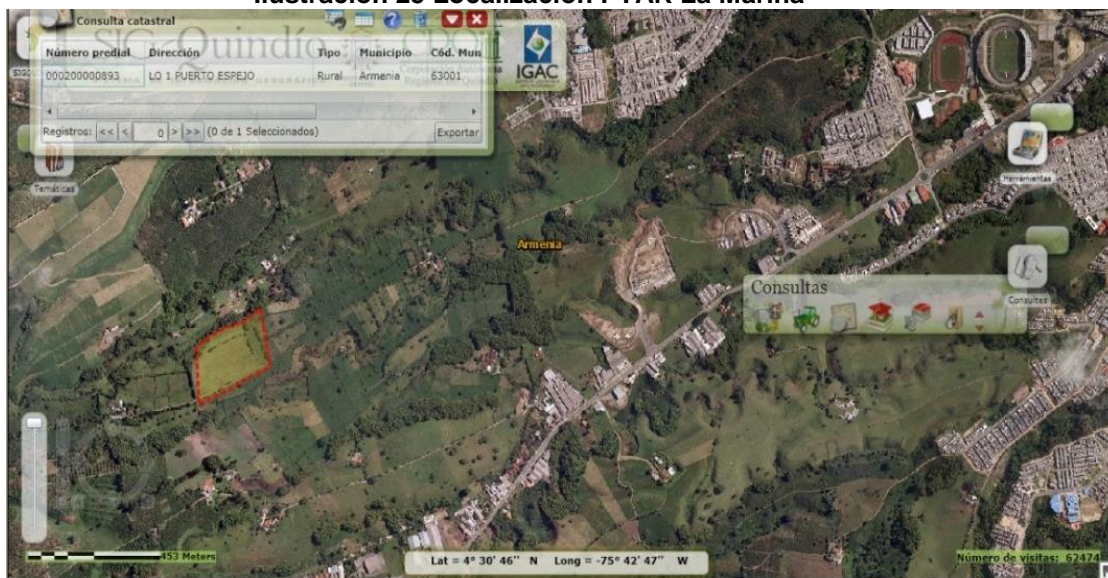 Ilustración 23 Localización PTAR La Marina
Consulta catastral
SIG-Quindío
Número predial Dirección Tipo Municipio Cód. Mun
000200000893 LO 1 PUERTO ESPEJO Rural Armenia 63001
IGAC
Registros: << < 0 > >> (0 de 1 Seleccionados) Exportar
Temáticas
Herramientas
Armenia
Consultas
Consultas
453 Meters
Lat = 4° 30' 46'' N Long = -75° 42' 47'' W
Número de visitas: 62474